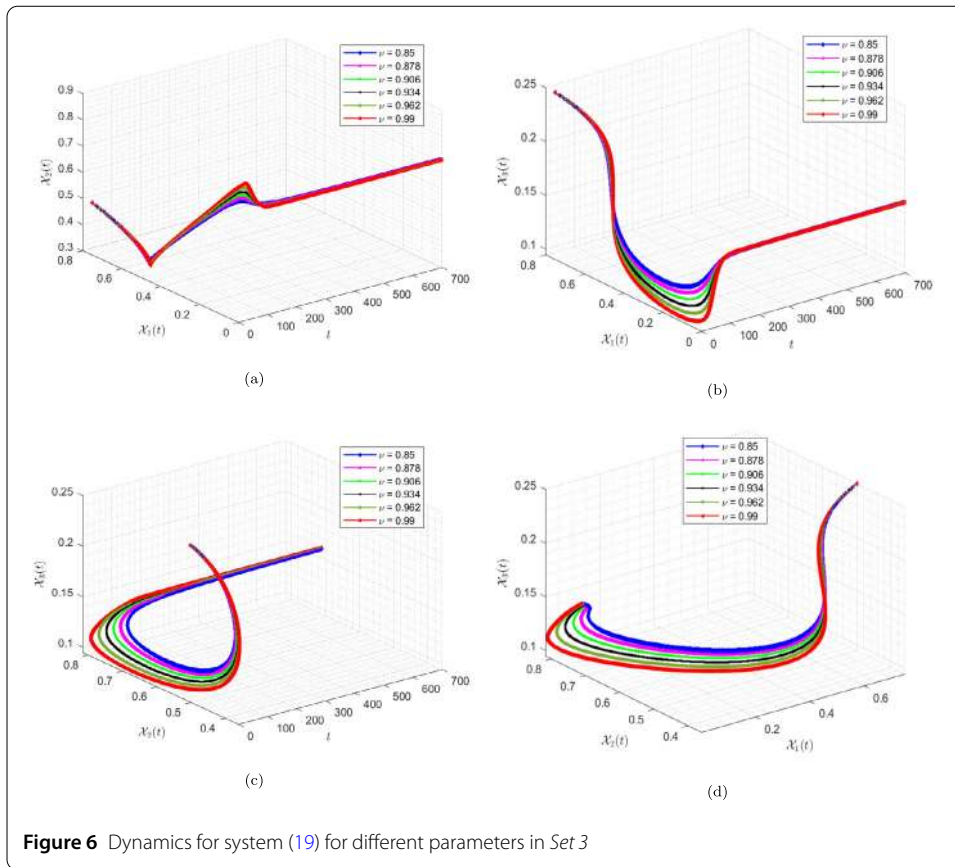 ν = 0.85
ν = 0.878
ν = 0.906
ν = 0.934
ν = 0.962
ν = 0.99
0.9
0.8
0.7
0.6
0.5
0.4
0.3
𝒳₂(t)
0.8
0.6
0.4
0.2
0
𝒳₁(t)
0
100
200
300
400
500
600
700
t
(a)
ν = 0.85
ν = 0.878
ν = 0.906
ν = 0.934
ν = 0.962
ν = 0.99
0.25
0.2
0.15
0.1
𝒳₃(t)
0.6
0.4
0.2
0
𝒳₁(t)
0
100
200
300
400
500
600
700
t
(b)
ν = 0.85
ν = 0.878
ν = 0.906
ν = 0.934
ν = 0.962
ν = 0.99
0.25
0.2
0.15
0.1
𝒳₃(t)
0.8
0.7
0.6
0.5
0.4
𝒳₂(t)
0
100
200
300
400
500
600
700
t
(c)
ν = 0.85
ν = 0.878
ν = 0.906
ν = 0.934
ν = 0.962
ν = 0.99
0.25
0.2
0.15
0.1
𝒳₃(t)
0.8
0.7
0.6
0.5
0.4
𝒳₂(t)
0.2
0.4
0.6
𝒳₁(t)
(d)
Figure 6 Dynamics for system (19) for different parameters in Set 3